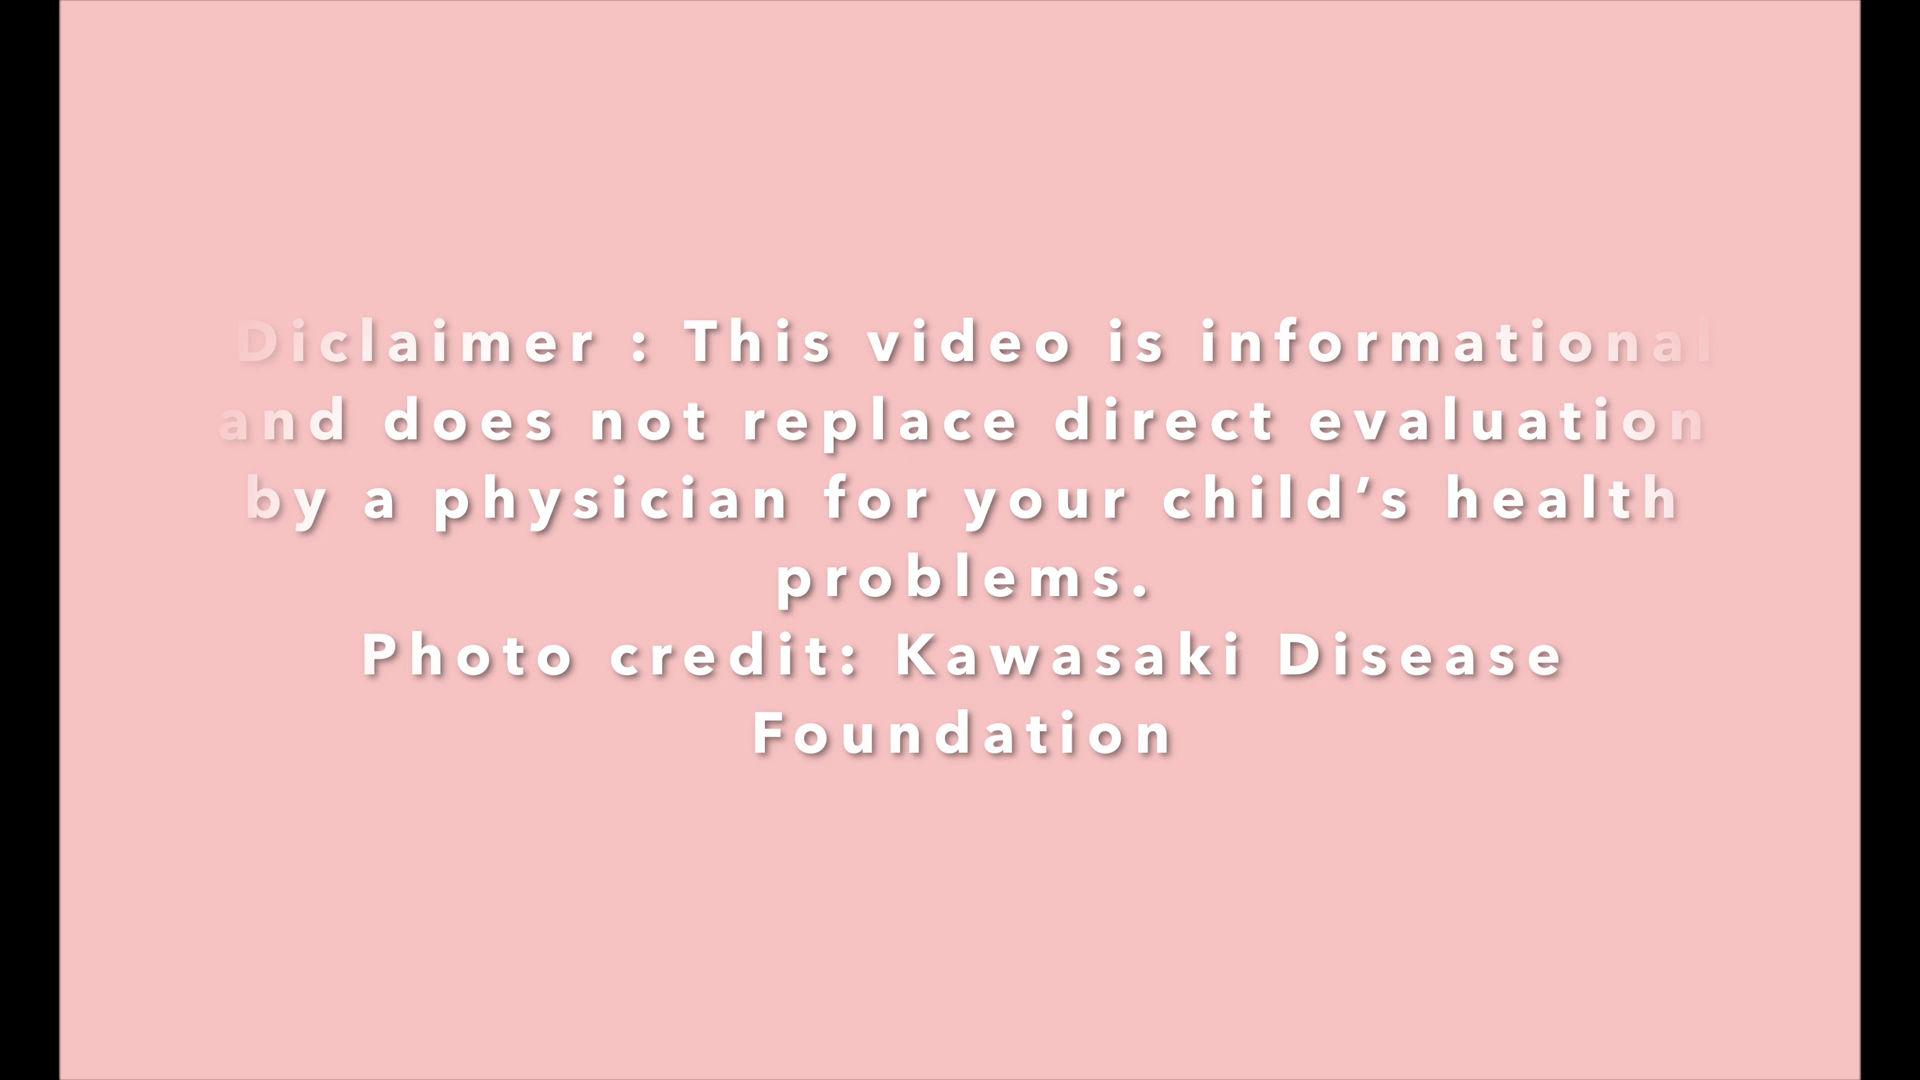 Diclaimer : This video is informational
and does not replace direct evaluation
by a physician for your child’s health
problems.
Photo credit: Kawasaki Disease
Foundation